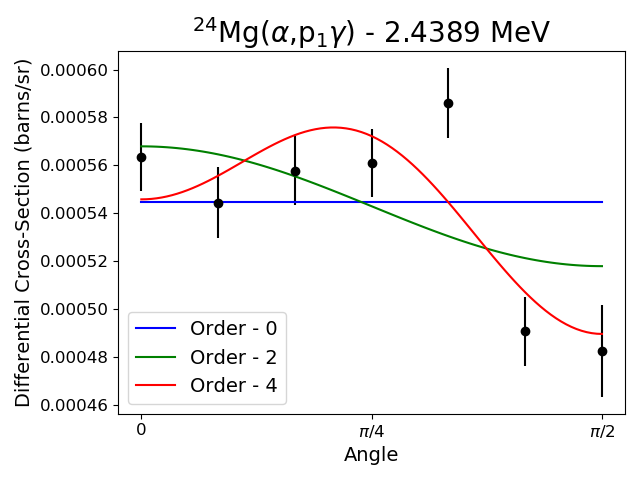 ²⁴Mg(α,p₁γ) - 2.4389 MeV
Differential Cross-Section (barns/sr)
0.00060
0.00058
0.00056
0.00054
0.00052
0.00050
0.00048
0.00046
Order - 0
Order - 2
Order - 4
0
π/4
π/2
Angle